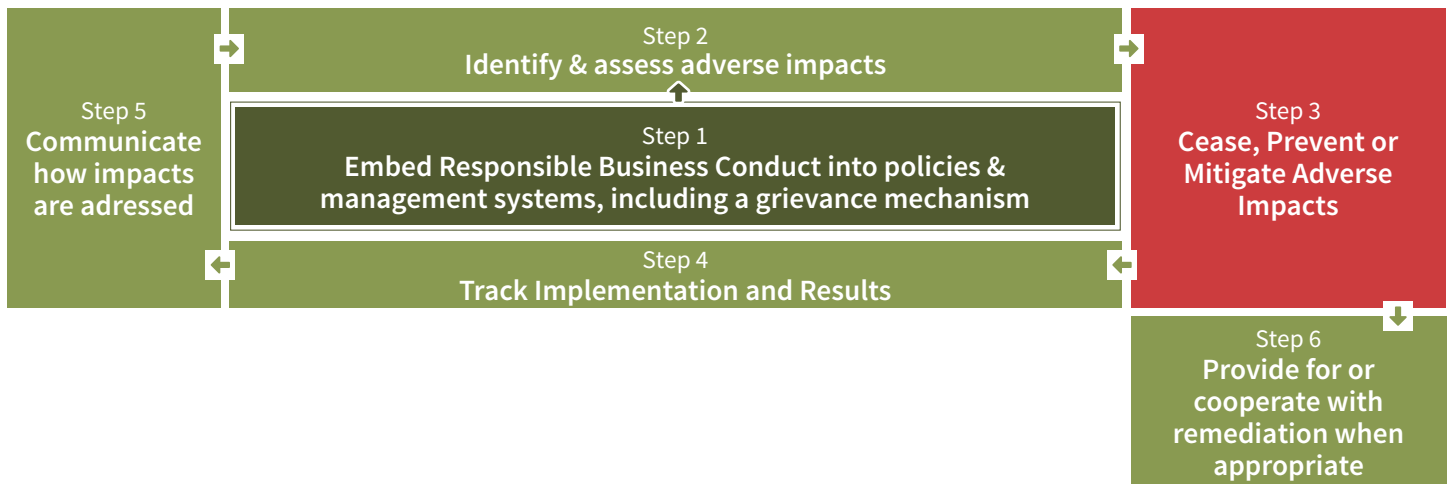 Step 2
Identify & assess adverse impacts
Step 5
Communicate
how impacts
are adressed
Step 1
Embed Responsible Business Conduct into policies &
management systems, including a grievance mechanism
Step 3
Cease, Prevent or
Mitigate Adverse
Impacts
Step 4
Track Implementation and Results
Step 6
Provide for or
cooperate with
remediation when
appropriate